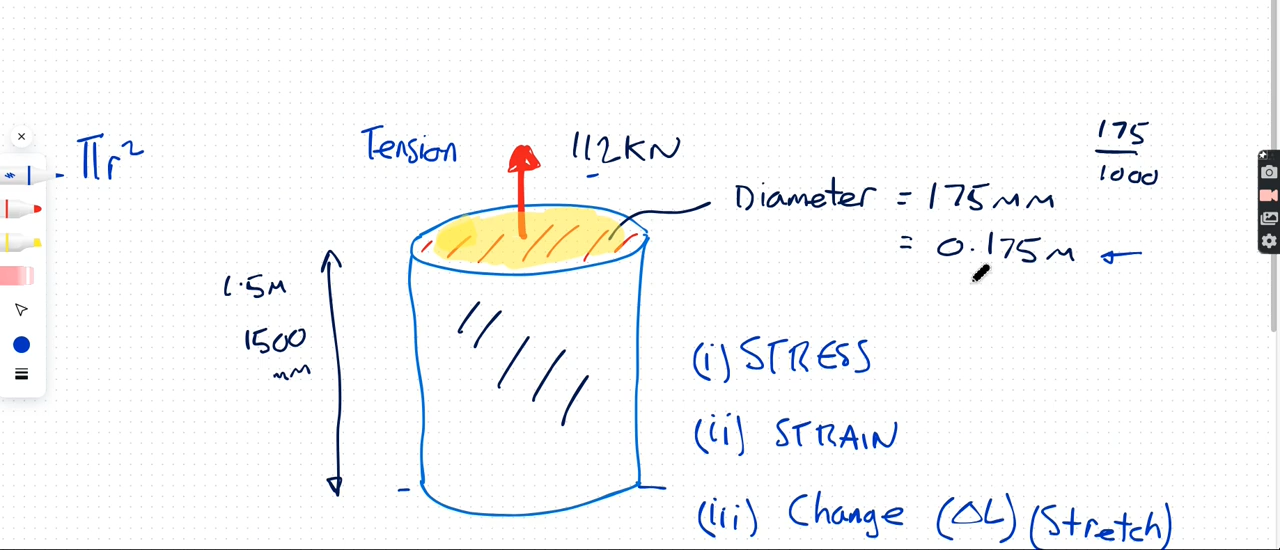 πr²
Tension
112KN
175
1000
Diameter = 175mm
= 0.175m
1.5m
1500
mm
(i) STRESS
(ii) STRAIN
(iii) Change (ΔL) (Stretch)